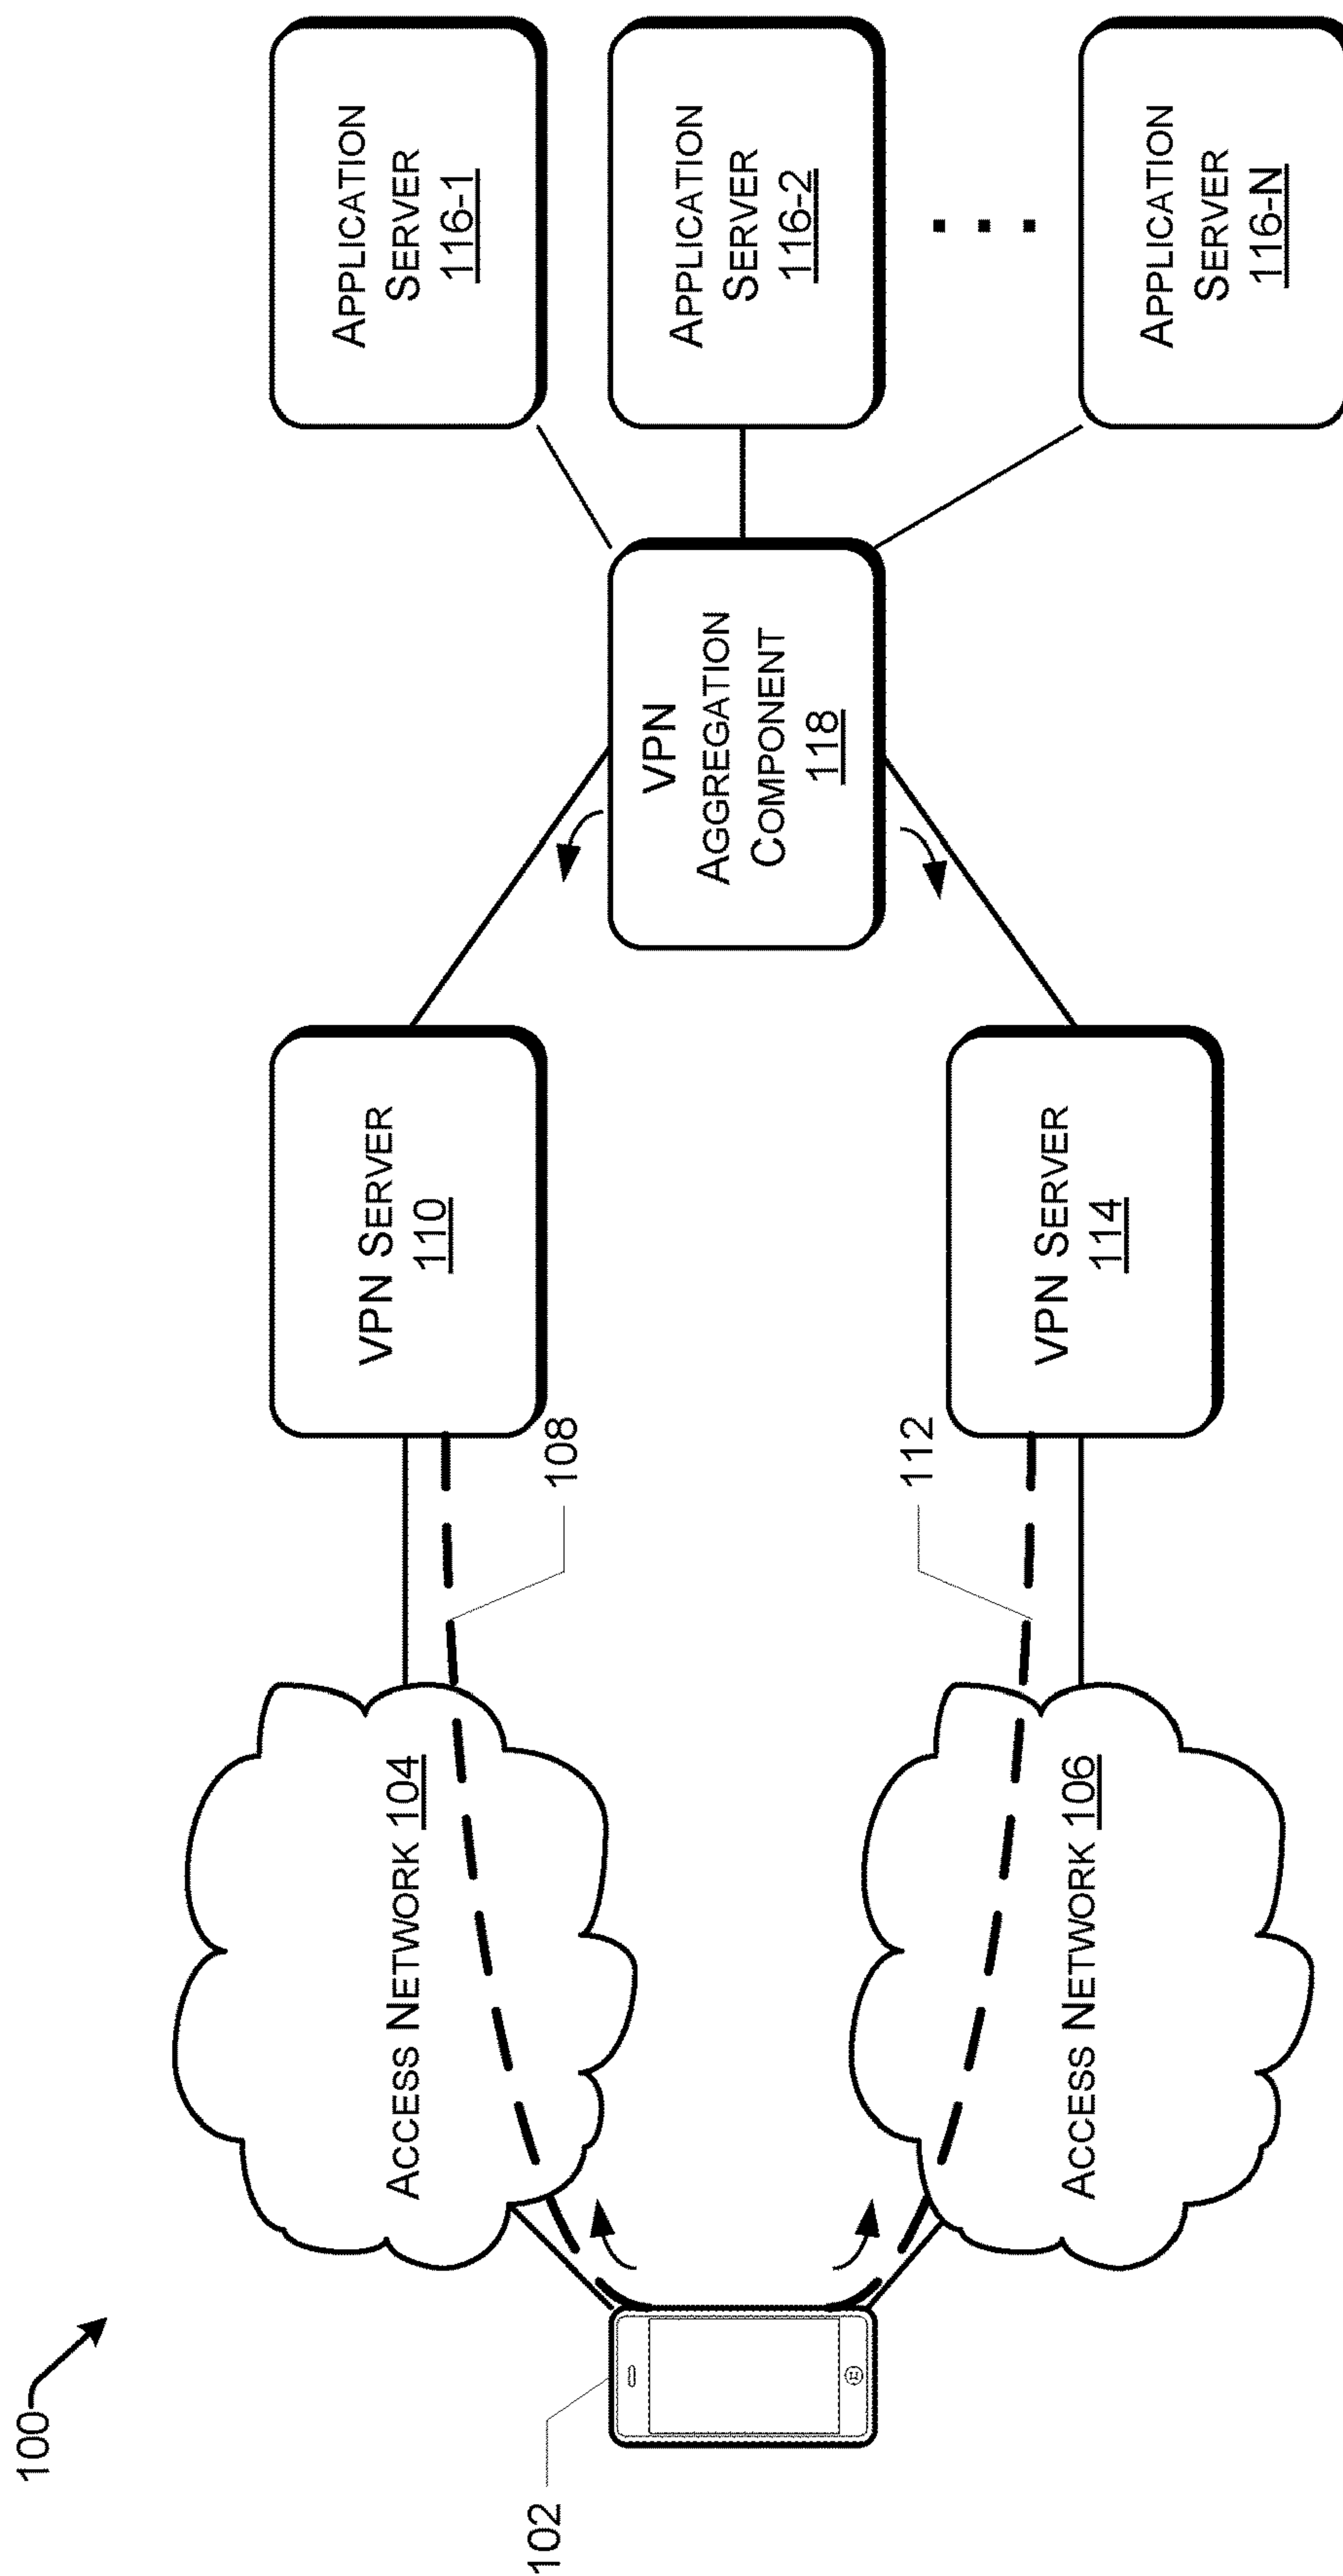 100
102
ACCESS NETWORK 104
108
VPN SERVER
110
ACCESS NETWORK 106
112
VPN SERVER
114
VPN
AGGREGATION
COMPONENT
118
APPLICATION
SERVER
116-1
APPLICATION
SERVER
116-2
APPLICATION
SERVER
116-N